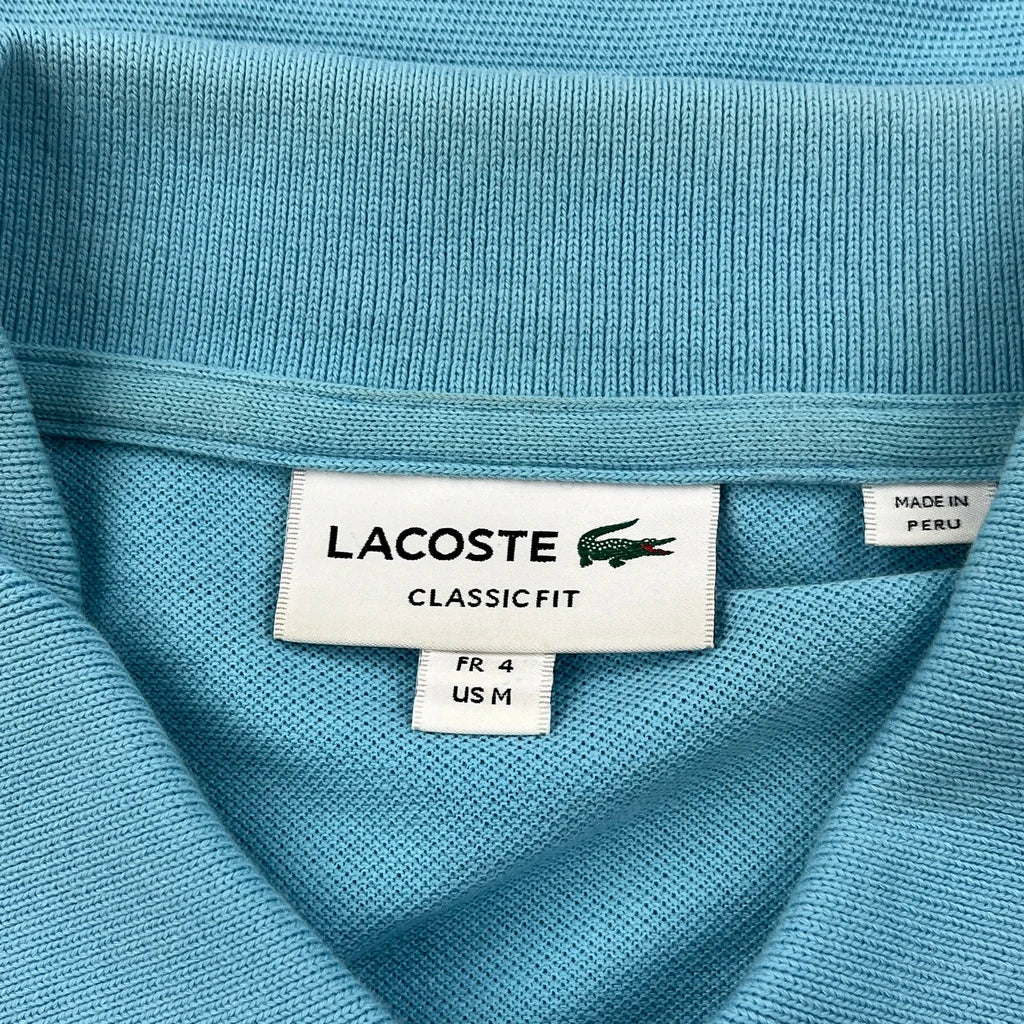 LACOSTE
CLASSIC FIT
FR 4
US M
MADE IN
PERU